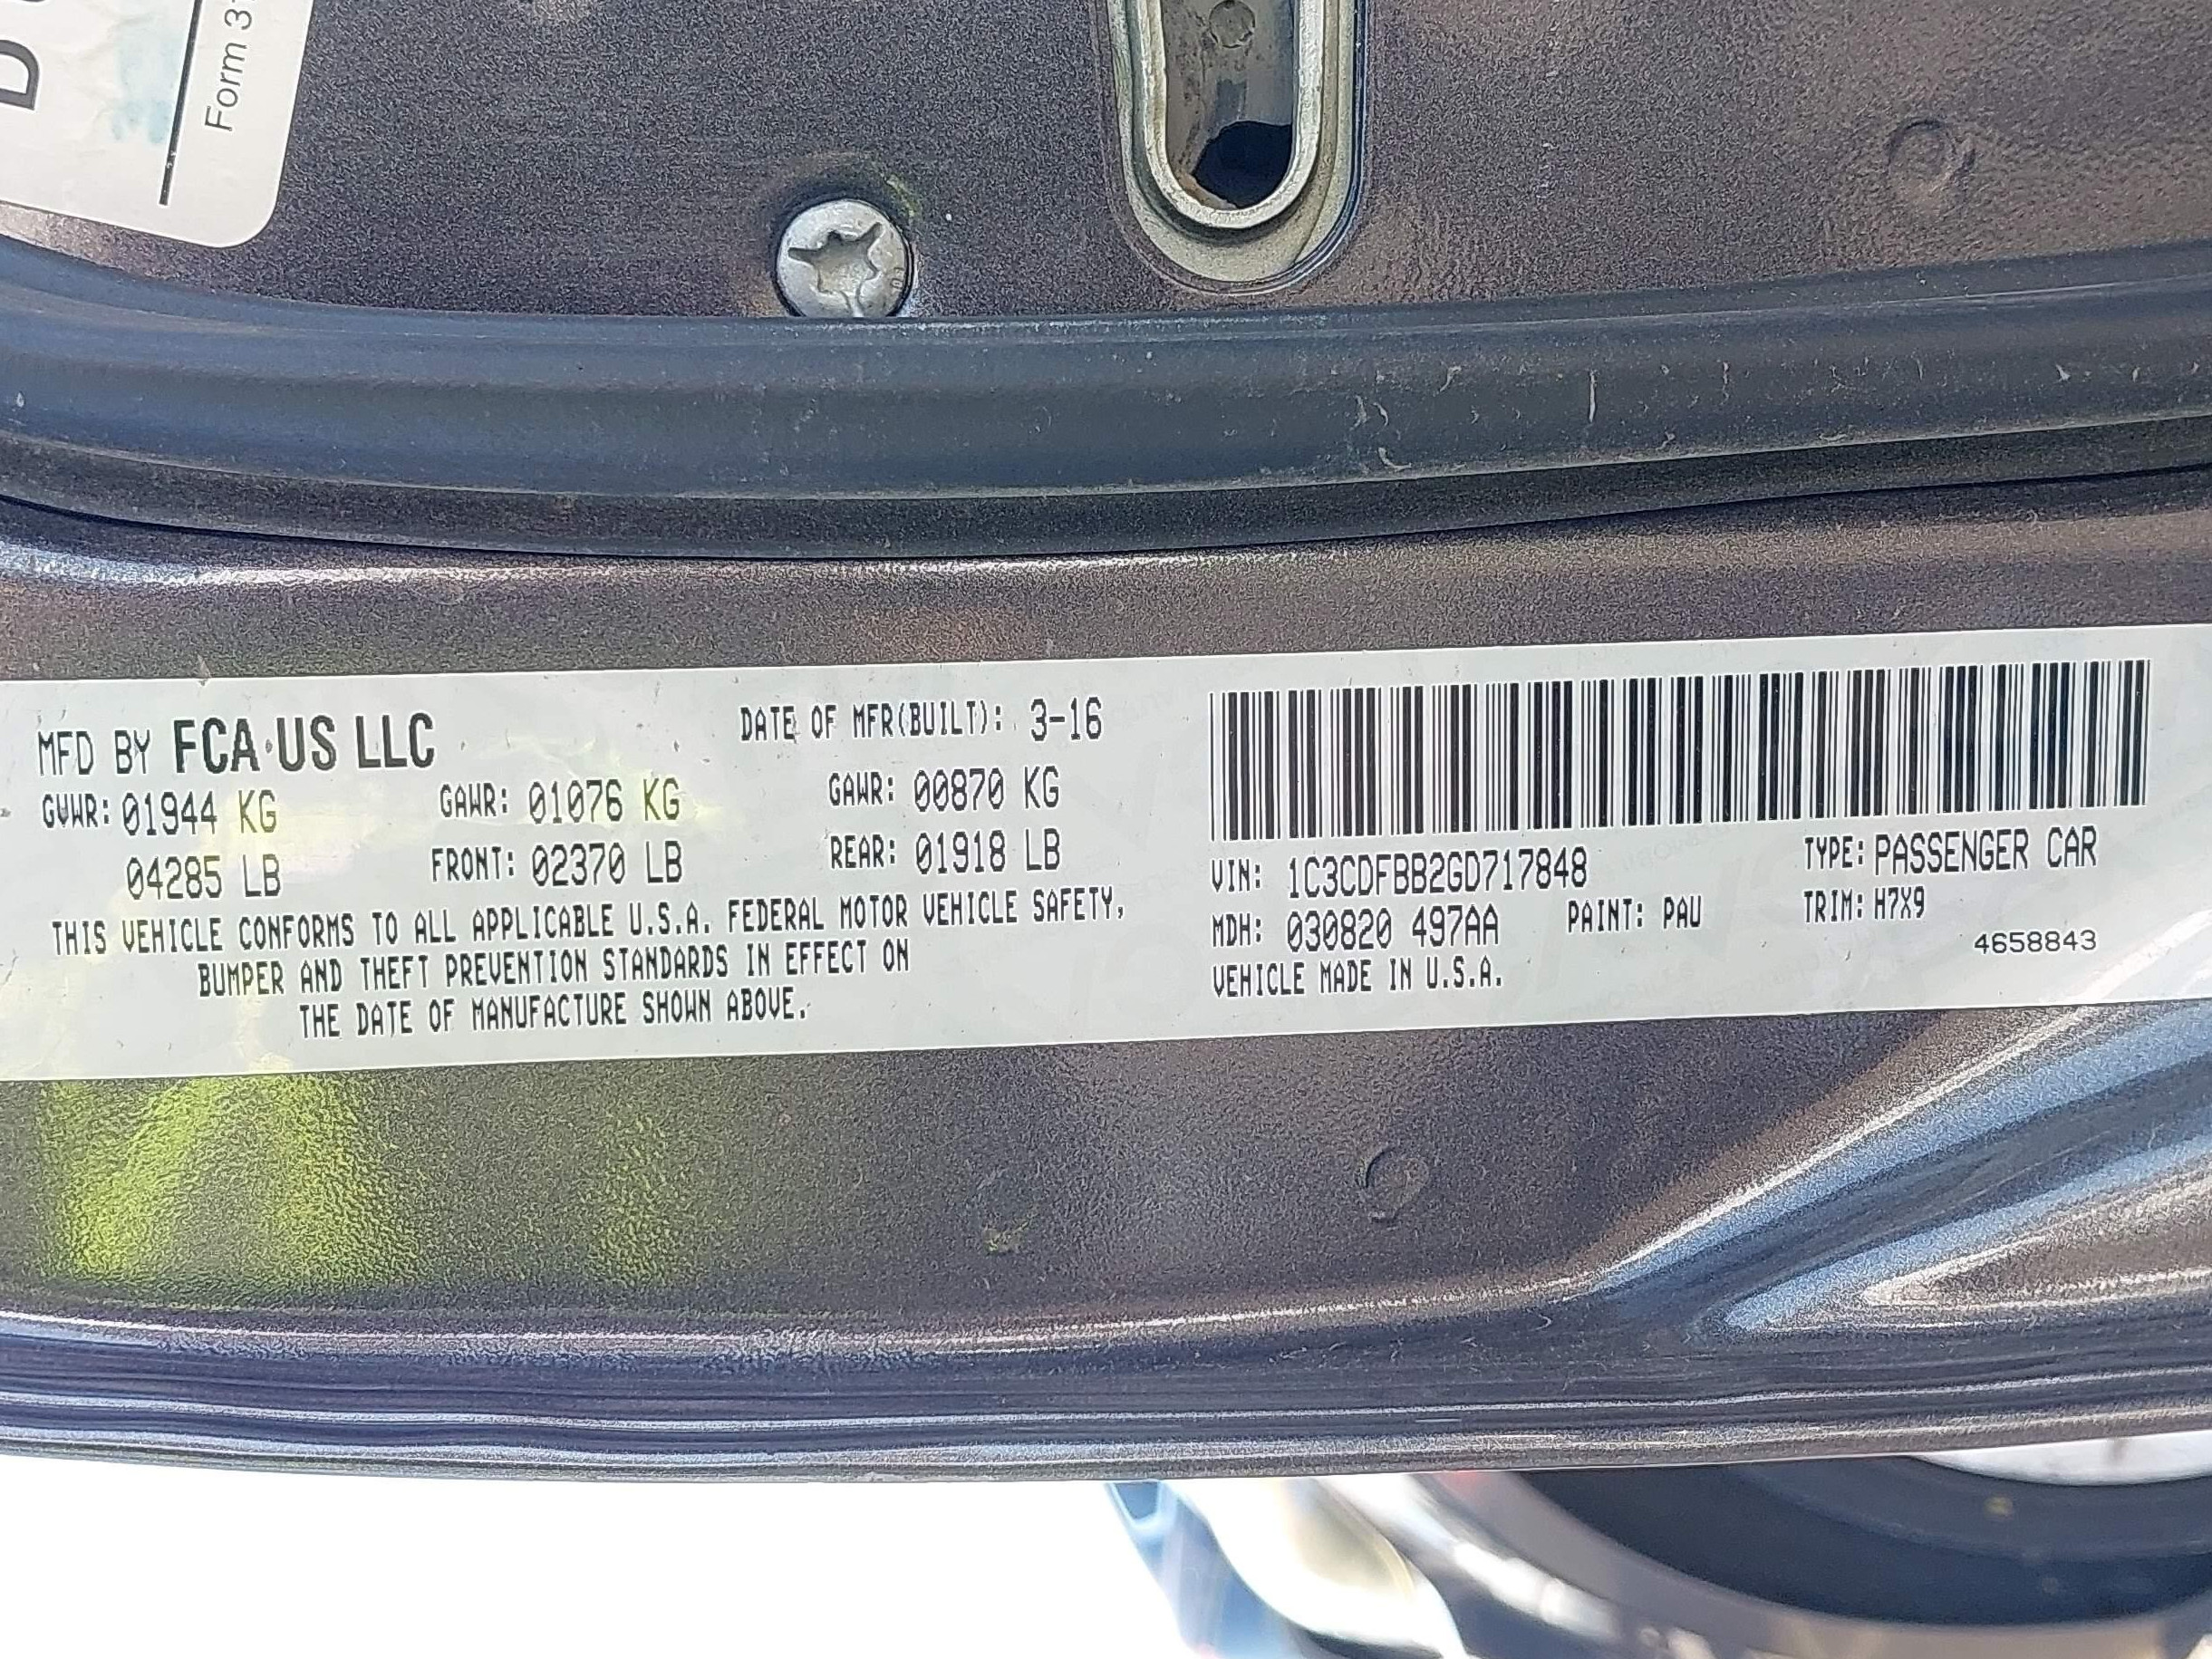 Form 31
MFD BY FCA US LLC
DATE OF MFR(BUILT): 3-16
GVWR: 01944 KG
GAWR: 01076 KG
GAWR: 00870 KG
04285 LB
FRONT: 02370 LB
REAR: 01918 LB
THIS VEHICLE CONFORMS TO ALL APPLICABLE U.S.A. FEDERAL MOTOR VEHICLE SAFETY,
BUMPER AND THEFT PREVENTION STANDARDS IN EFFECT ON
THE DATE OF MANUFACTURE SHOWN ABOVE.
VIN: 1C3CDFBB2GD717848
TYPE: PASSENGER CAR
MDH: 030820 497AA
PAINT: PAU
TRIM: H7X9
VEHICLE MADE IN U.S.A.
4658843